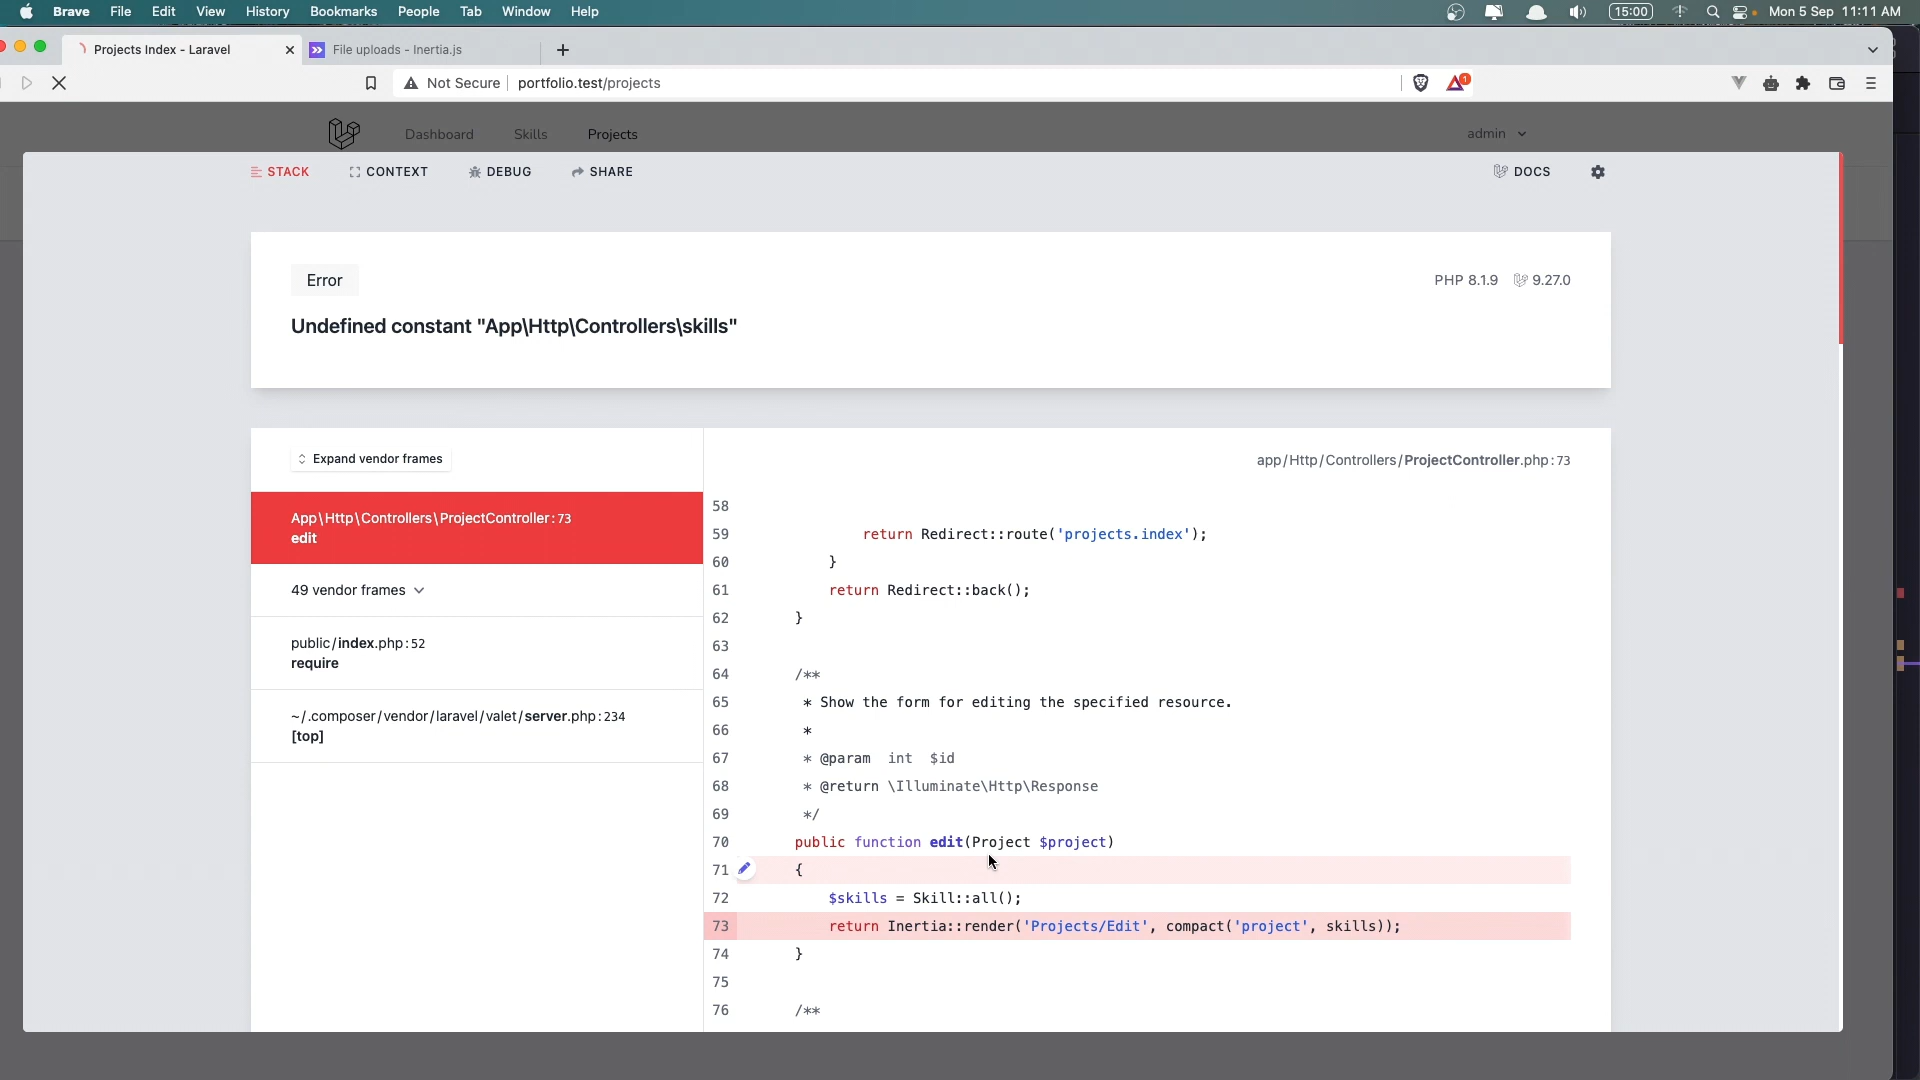 Brave File Edit View History Bookmarks People Tab Window Help 15:00 Mon 5 Sep 11:11 AM
Projects Index - Laravel File uploads - Inertia.js
Not Secure portfolio.test/projects 1
Dashboard Skills Projects admin
STACK CONTEXT DEBUG SHARE DOCS
Error PHP 8.1.9 9.27.0
Undefined constant "App\Http\Controllers\skills"
Expand vendor frames
App\Http\Controllers\ProjectController:73
edit
49 vendor frames
public/index.php:52
require
~/.composer/vendor/laravel/valet/server.php:234
[top]
app/Http/Controllers/ProjectController.php:73
58
59 return Redirect::route('projects.index');
60 }
61 return Redirect::back();
62 }
63
64 /**
65 * Show the form for editing the specified resource.
66 *
67 * @param int $id
68 * @return \Illuminate\Http\Response
69 */
70 public function edit(Project $project)
71 {
72 $skills = Skill::all();
73 return Inertia::render('Projects/Edit', compact('project', skills));
74 }
75
76 /**